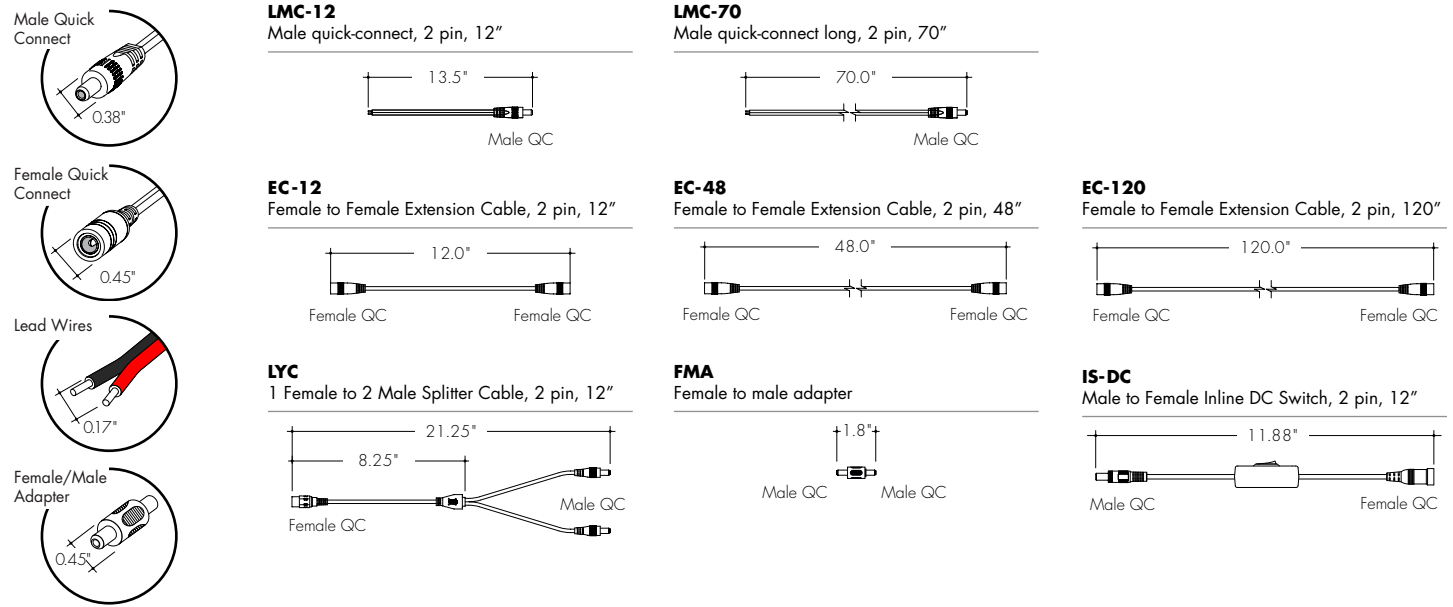 Male Quick
Connect
0.38"
Female Quick
Connect
0.45"
Lead Wires
0.17"
Female/Male
Adapter
0.45"
LMC-12
Male quick-connect, 2 pin, 12”
13.5"
Male QC
LMC-70
Male quick-connect long, 2 pin, 70”
70.0"
Male QC
EC-12
Female to Female Extension Cable, 2 pin, 12”
12.0"
Female QC Female QC
EC-48
Female to Female Extension Cable, 2 pin, 48”
48.0"
Female QC Female QC
EC-120
Female to Female Extension Cable, 2 pin, 120”
120.0"
Female QC Female QC
LYC
1 Female to 2 Male Splitter Cable, 2 pin, 12”
21.25"
8.25"
Male QC
Female QC
FMA
Female to male adapter
1.8"
Male QC Male QC
IS-DC
Male to Female Inline DC Switch, 2 pin, 12”
11.88"
Male QC Female QC